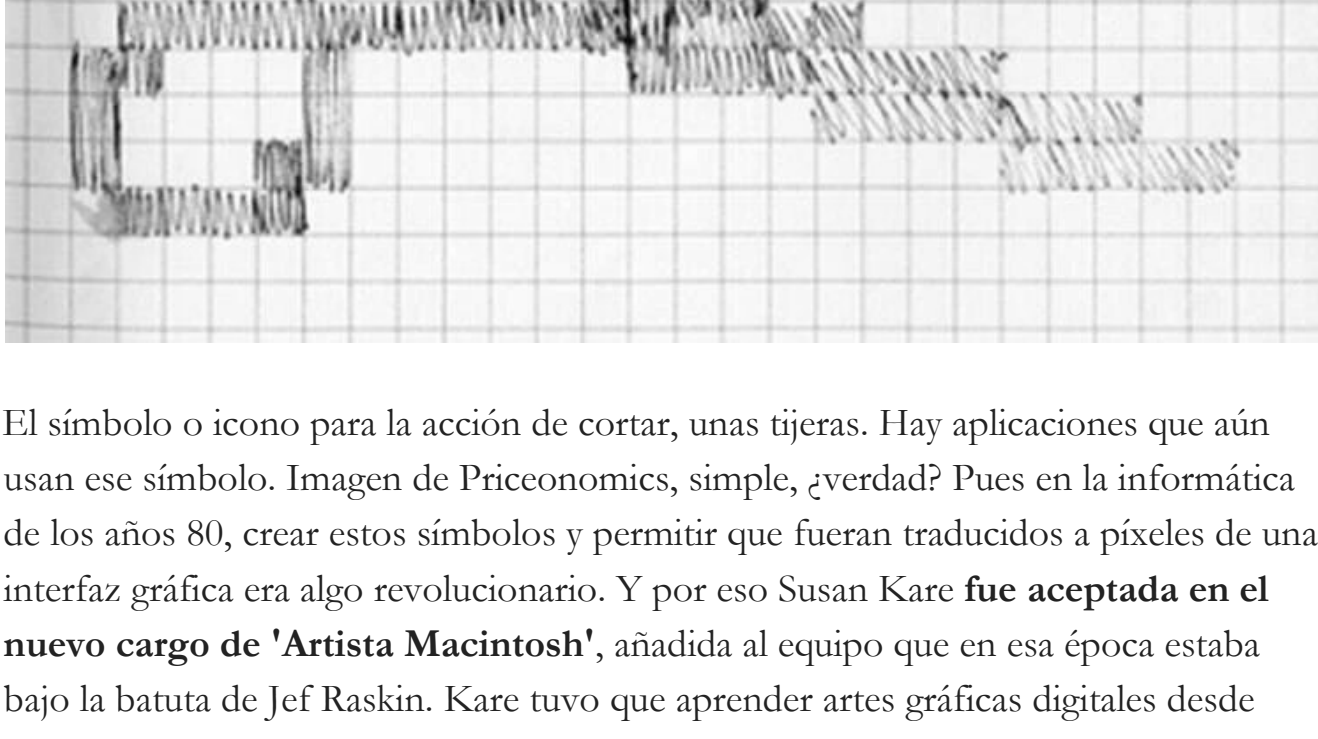 El símbolo o icono para la acción de cortar, unas tijeras. Hay aplicaciones que aún
usan ese símbolo. Imagen de Priceonomics, simple, ¿verdad? Pues en la informática
de los años 80, crear estos símbolos y permitir que fueran traducidos a píxeles de una
interfaz gráfica era algo revolucionario. Y por eso Susan Kare fue aceptada en el
nuevo cargo de 'Artista Macintosh', añadida al equipo que en esa época estaba
bajo la batuta de Jef Raskin. Kare tuvo que aprender artes gráficas digitales desde